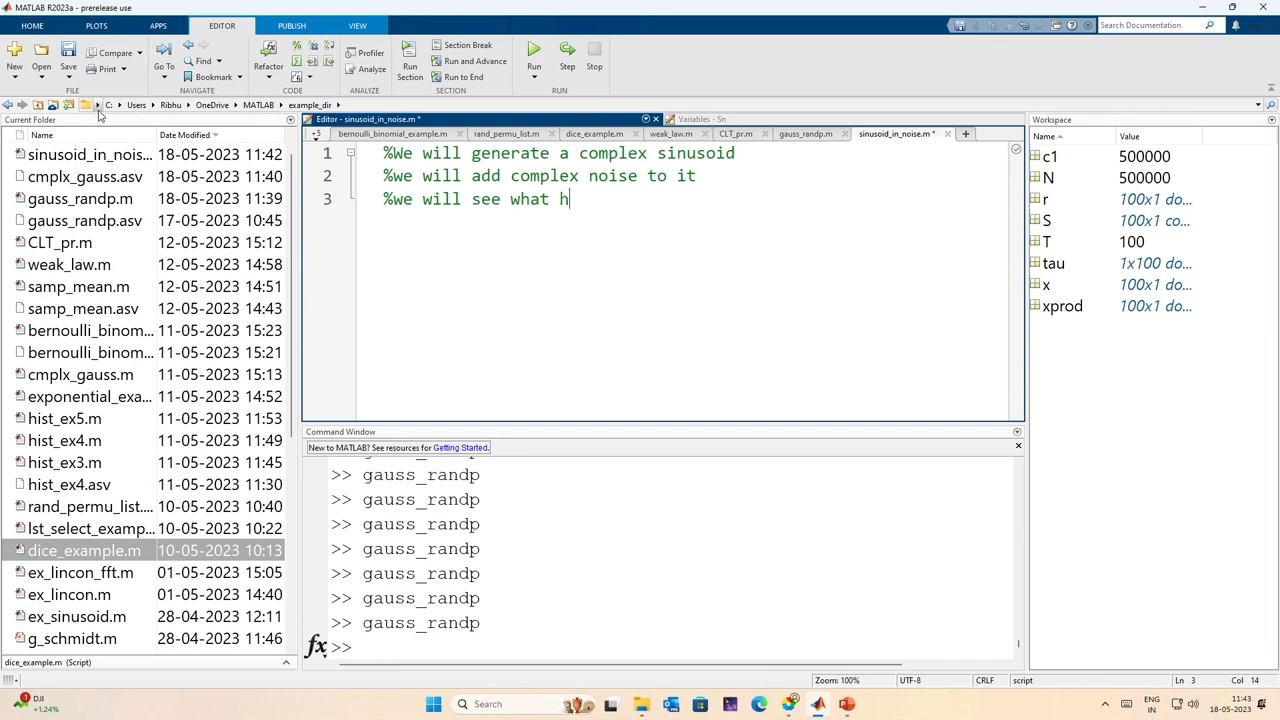 MATLAB R2023a - prerelease use
HOME PLOTS APPS EDITOR PUBLISH VIEW Search Documentation
New Open Save Compare Print Go To Find Bookmark Refactor Profiler Analyze Run Section Section Break Run and Advance Run to End Run Step Stop
FILE NAVIGATE CODE ANALYZE SECTION RUN
C: Users Ribhu OneDrive MATLAB example_dir
Current Folder
Name Date Modified
sinusoid_in_nois... 18-05-2023 11:42
cmplx_gauss.asv 18-05-2023 11:40
gauss_randp.m 18-05-2023 11:39
gauss_randp.asv 17-05-2023 10:45
CLT_pr.m 12-05-2023 15:12
weak_law.m 12-05-2023 14:58
samp_mean.m 12-05-2023 14:51
samp_mean.asv 12-05-2023 14:43
bernoulli_binom... 11-05-2023 15:23
bernoulli_binom... 11-05-2023 15:21
cmplx_gauss.m 11-05-2023 15:13
exponential_exa... 11-05-2023 14:52
hist_ex5.m 11-05-2023 11:53
hist_ex4.m 11-05-2023 11:49
hist_ex3.m 11-05-2023 11:45
hist_ex4.asv 11-05-2023 11:30
rand_permu_list.... 10-05-2023 10:40
lst_select_examp... 10-05-2023 10:22
dice_example.m 10-05-2023 10:13
ex_lincon_fft.m 01-05-2023 15:05
ex_lincon.m 01-05-2023 14:40
ex_sinusoid.m 28-04-2023 12:11
g_schmidt.m 28-04-2023 11:46
dice_example.m (Script)
Editor - sinusoid_in_noise.m * Variables - Sn
+5 bernoulli_binomial_example.m rand_permu_list.m dice_example.m weak_law.m CLT_pr.m gauss_randp.m sinusoid_in_noise.m *
1 %We will generate a complex sinusoid
2 %we will add complex noise to it
3 %we will see what h
Command Window
New to MATLAB? See resources for Getting Started.
>> gauss_randp
>> gauss_randp
>> gauss_randp
>> gauss_randp
>> gauss_randp
>> gauss_randp
>> gauss_randp
fx >>
Workspace
Name Value
c1 500000
N 500000
r 100x1 do...
S 100x1 co...
T 100
tau 1x100 do...
x 100x1 do...
xprod 100x1 do...
Zoom: 100% UTF-8 CRLF script Ln 3 Col 14
1 DJI +1.24%
Search
ENG IN
11:43
18-05-2023